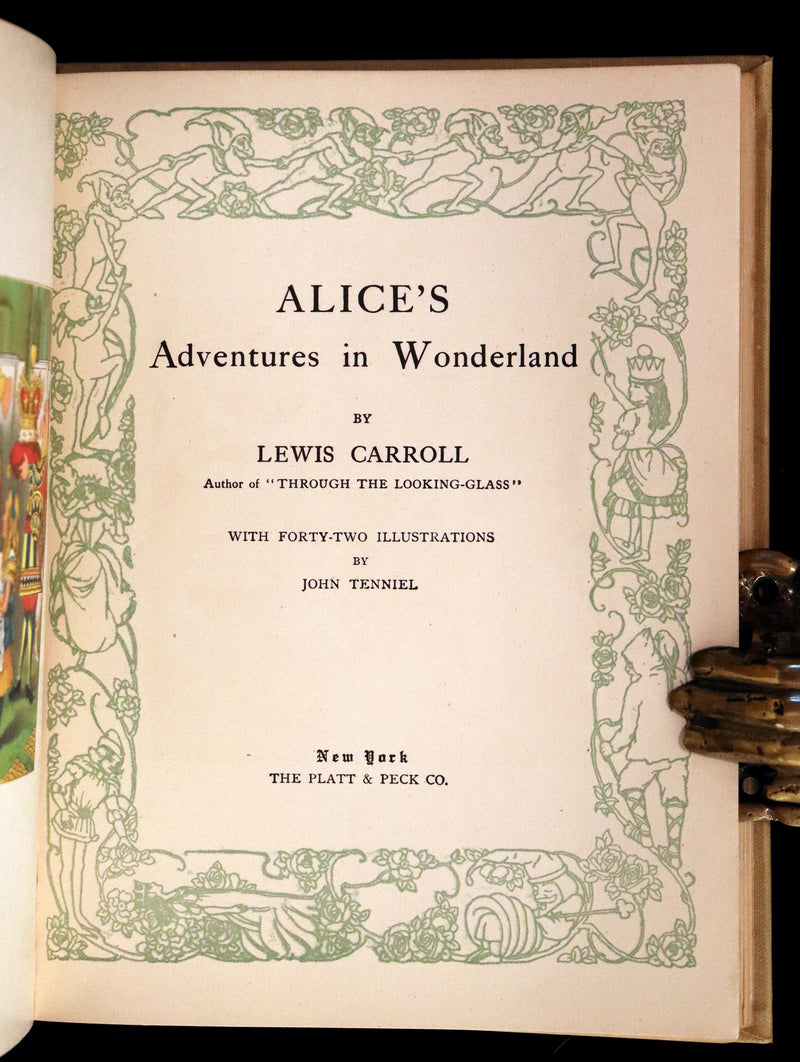 ALICE'S
Adventures in Wonderland
BY
LEWIS CARROLL
Author of "THROUGH THE LOOKING-GLASS"
WITH FORTY-TWO ILLUSTRATIONS
BY
JOHN TENNIEL
New York
THE PLATT & PECK CO.